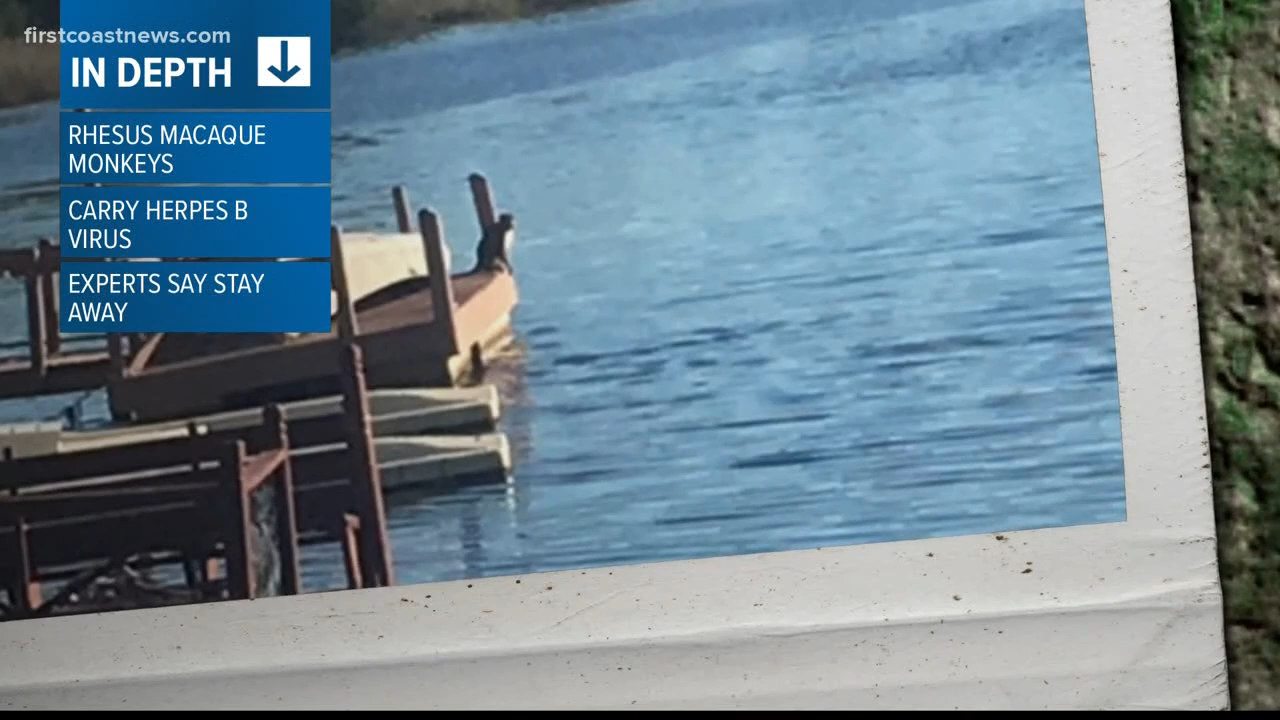 firstcoastnews.com
IN DEPTH
RHESUS MACAQUE
MONKEYS
CARRY HERPES B
VIRUS
EXPERTS SAY STAY
AWAY